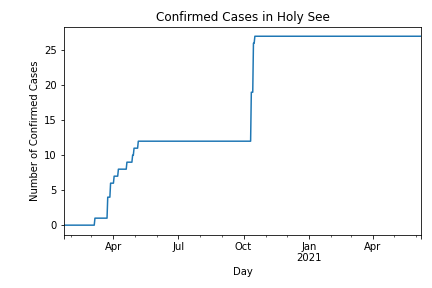 Confirmed Cases in Holy See
Number of Confirmed Cases
25
20
15
10
5
0
Apr Jul Oct Jan Apr
2021
Day